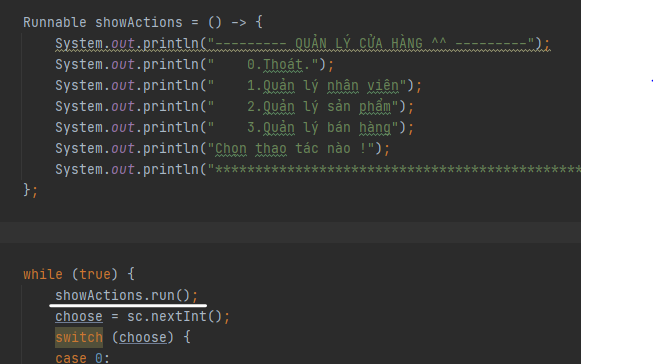 Runnable showActions = () -> {
System.out.println("--------- QUẢN LÝ CỬA HÀNG ^^ ---------");
System.out.println("    0.Thoát.");
System.out.println("    1.Quản lý nhân viên");
System.out.println("    2.Quản lý sản phẩm");
System.out.println("    3.Quản lý bán hàng");
System.out.println("Chọn thao tác nào !");
System.out.println("**********************************************
};
while (true) {
showActions.run();
choose = sc.nextInt();
switch (choose) {
case 0: